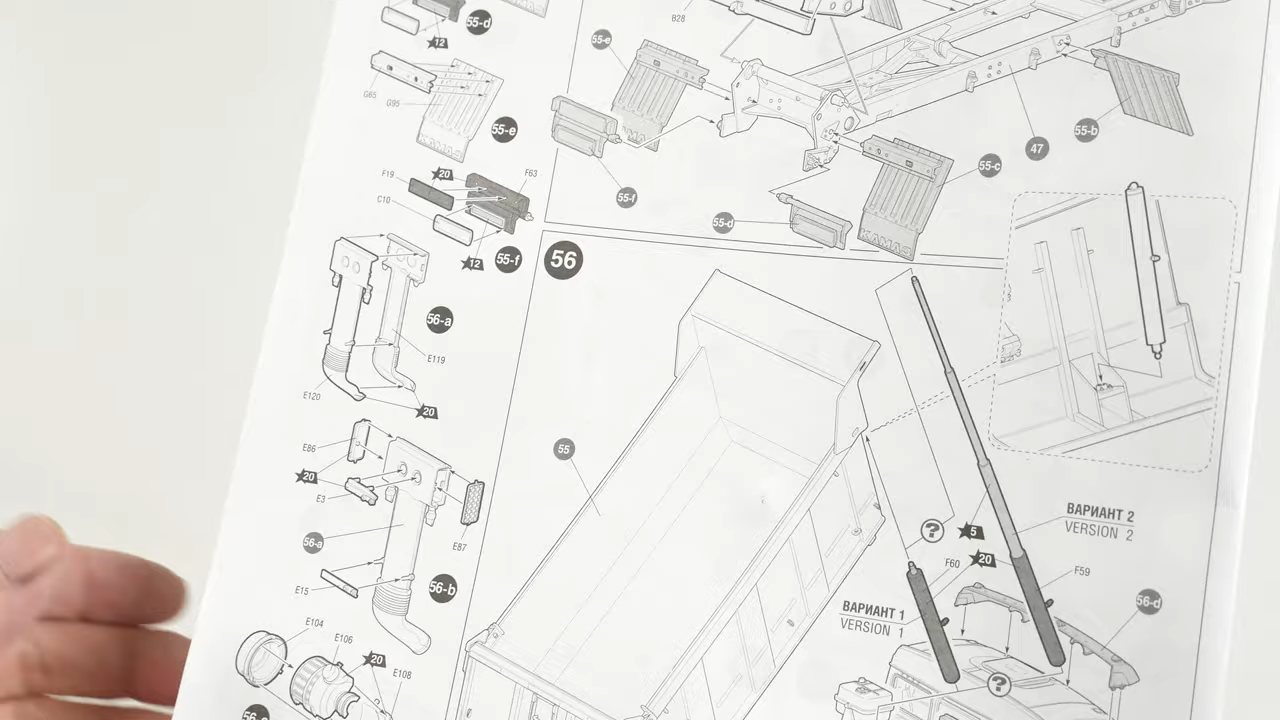 55-d
12
G65
G95
55-e
KAMAZ
F19
20
F63
C10
12
55-f
56-a
E119
E120
20
E86
20
E3
56-a
E87
E15
56-b
E104
E106
20
E108
B28
55-e
55-b
47
55-c
55-f
55-d
KAMAZ
56
55
?
5
20
F60
F59
ВАРИАНТ 2
VERSION 2
ВАРИАНТ 1
VERSION 1
56-d
?